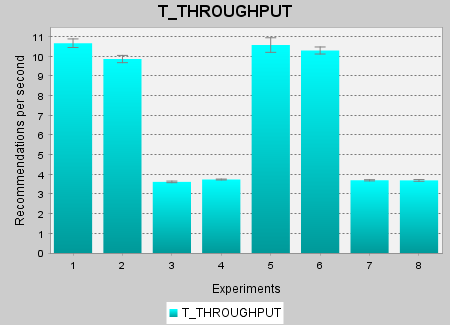 T_THROUGHPUT
Recommendations per second
11
10
9
8
7
6
5
4
3
2
1
0
1 2 3 4 5 6 7 8
Experiments
T_THROUGHPUT